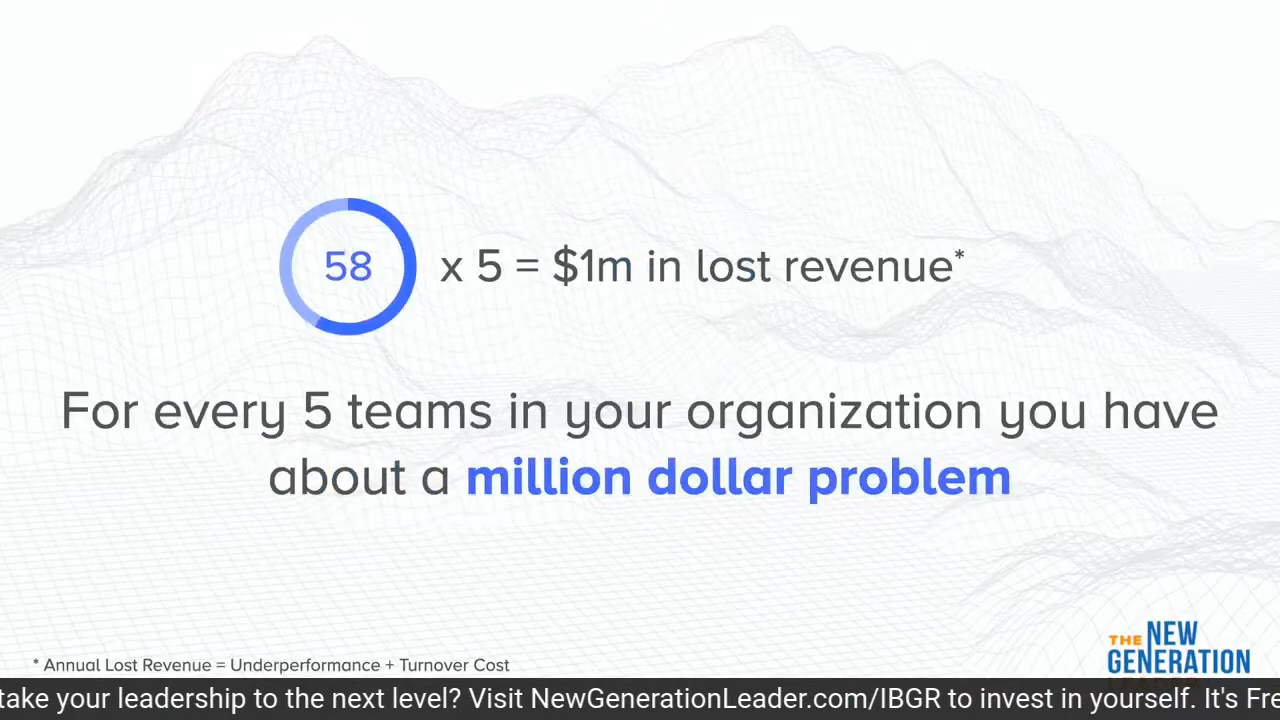 58 x 5 = $1m in lost revenue*
For every 5 teams in your organization you have
about a million dollar problem
* Annual Lost Revenue = Underperformance + Turnover Cost
THE NEW
GENERATION
LEADER
take your leadership to the next level? Visit NewGenerationLeader.com/IBGR to invest in yourself. It's Fre